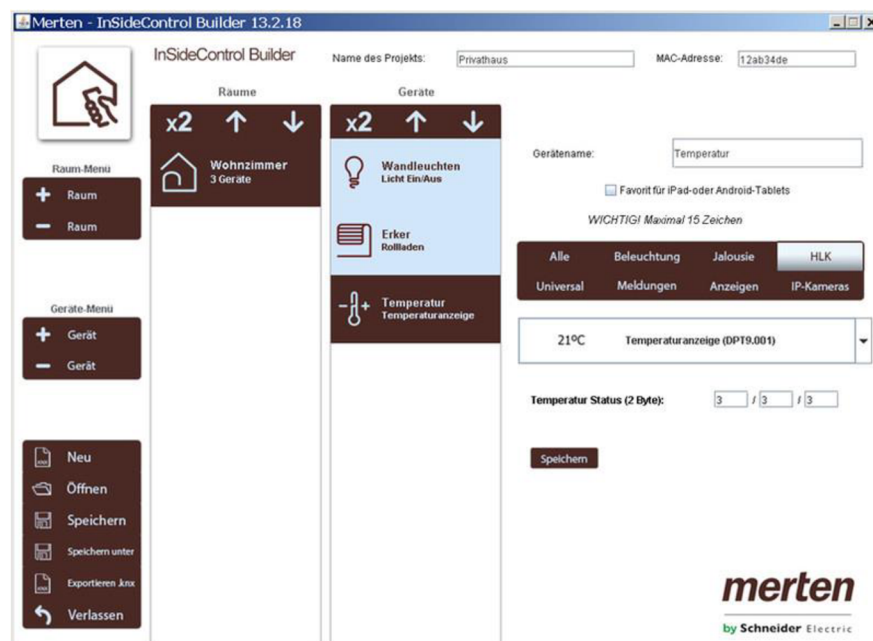 Merten - InSideControl Builder 13.2.18
InSideControl Builder
Name des Projekts: Privathaus
MAC-Adresse: 12ab34de
Räume
Geräte
x2
x2
Raum-Menü
Raum
Raum
Wohnzimmer
3 Geräte
Wandleuchten
Licht Ein/Aus
Erker
Rollladen
Temperatur
Temperaturanzeige
Gerätename: Temperatur
Favorit für iPad-oder Android-Tablets
WICHTIG! Maximal 15 Zeichen
Alle Beleuchtung Jalousie HLK
Universal Meldungen Anzeigen IP-Kameras
21ºC Temperaturanzeige (DPT9.001)
Temperatur Status (2 Byte): 3 / 3 / 3
Speichern
Geräte-Menü
Gerät
Gerät
Neu
Öffnen
Speichern
Speichern unter
Exportieren .knx
Verlassen
merten
by Schneider Electric